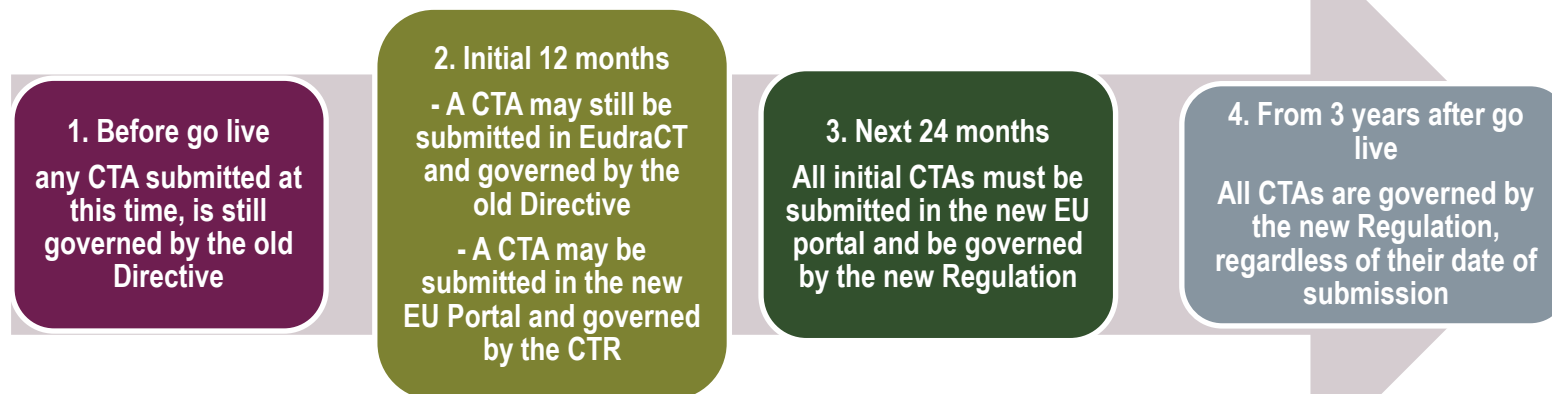 1. Before go live
any CTA submitted at
this time, is still
governed by the old
Directive
2. Initial 12 months
- A CTA may still be
submitted in EudraCT
and governed by the
old Directive
- A CTA may be
submitted in the new
EU Portal and governed
by the CTR
3. Next 24 months
All initial CTAs must be
submitted in the new EU
portal and be governed
by the new Regulation
4. From 3 years after go
live
All CTAs are governed by
the new Regulation,
regardless of their date of
submission